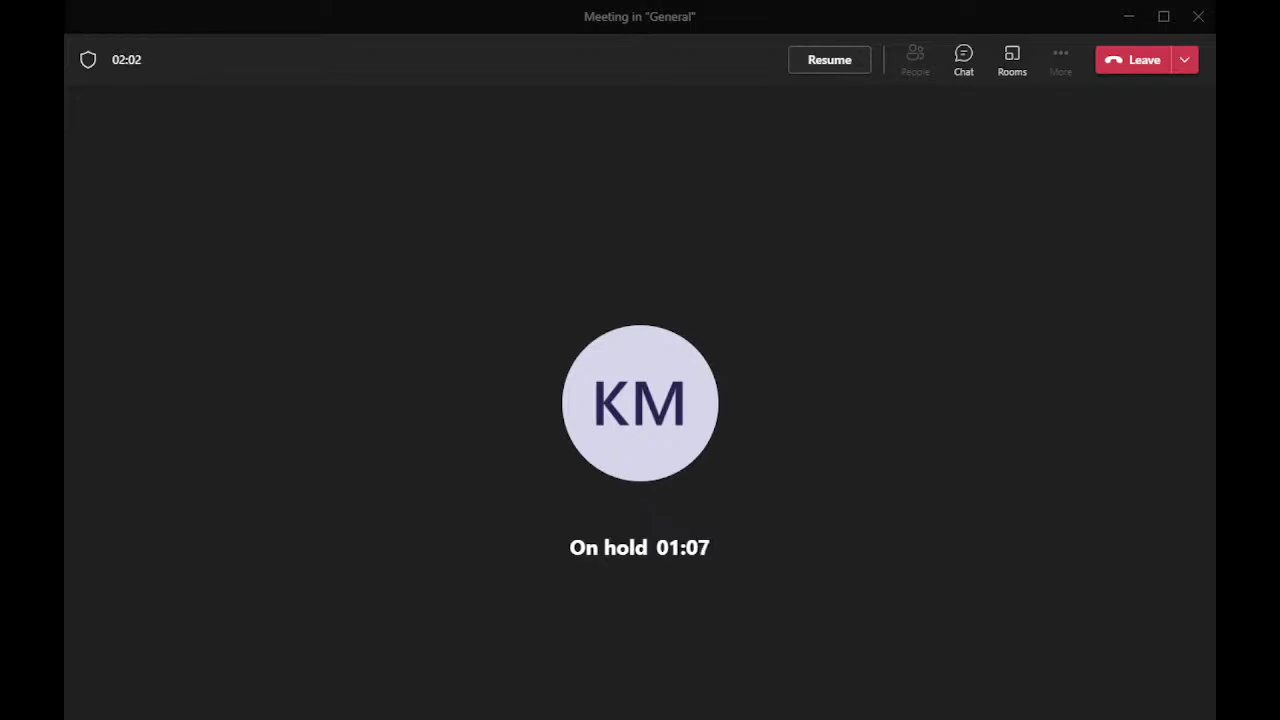 Meeting in "General"
02:02
Resume
People
Chat
Rooms
More
Leave
KM
On hold 01:07